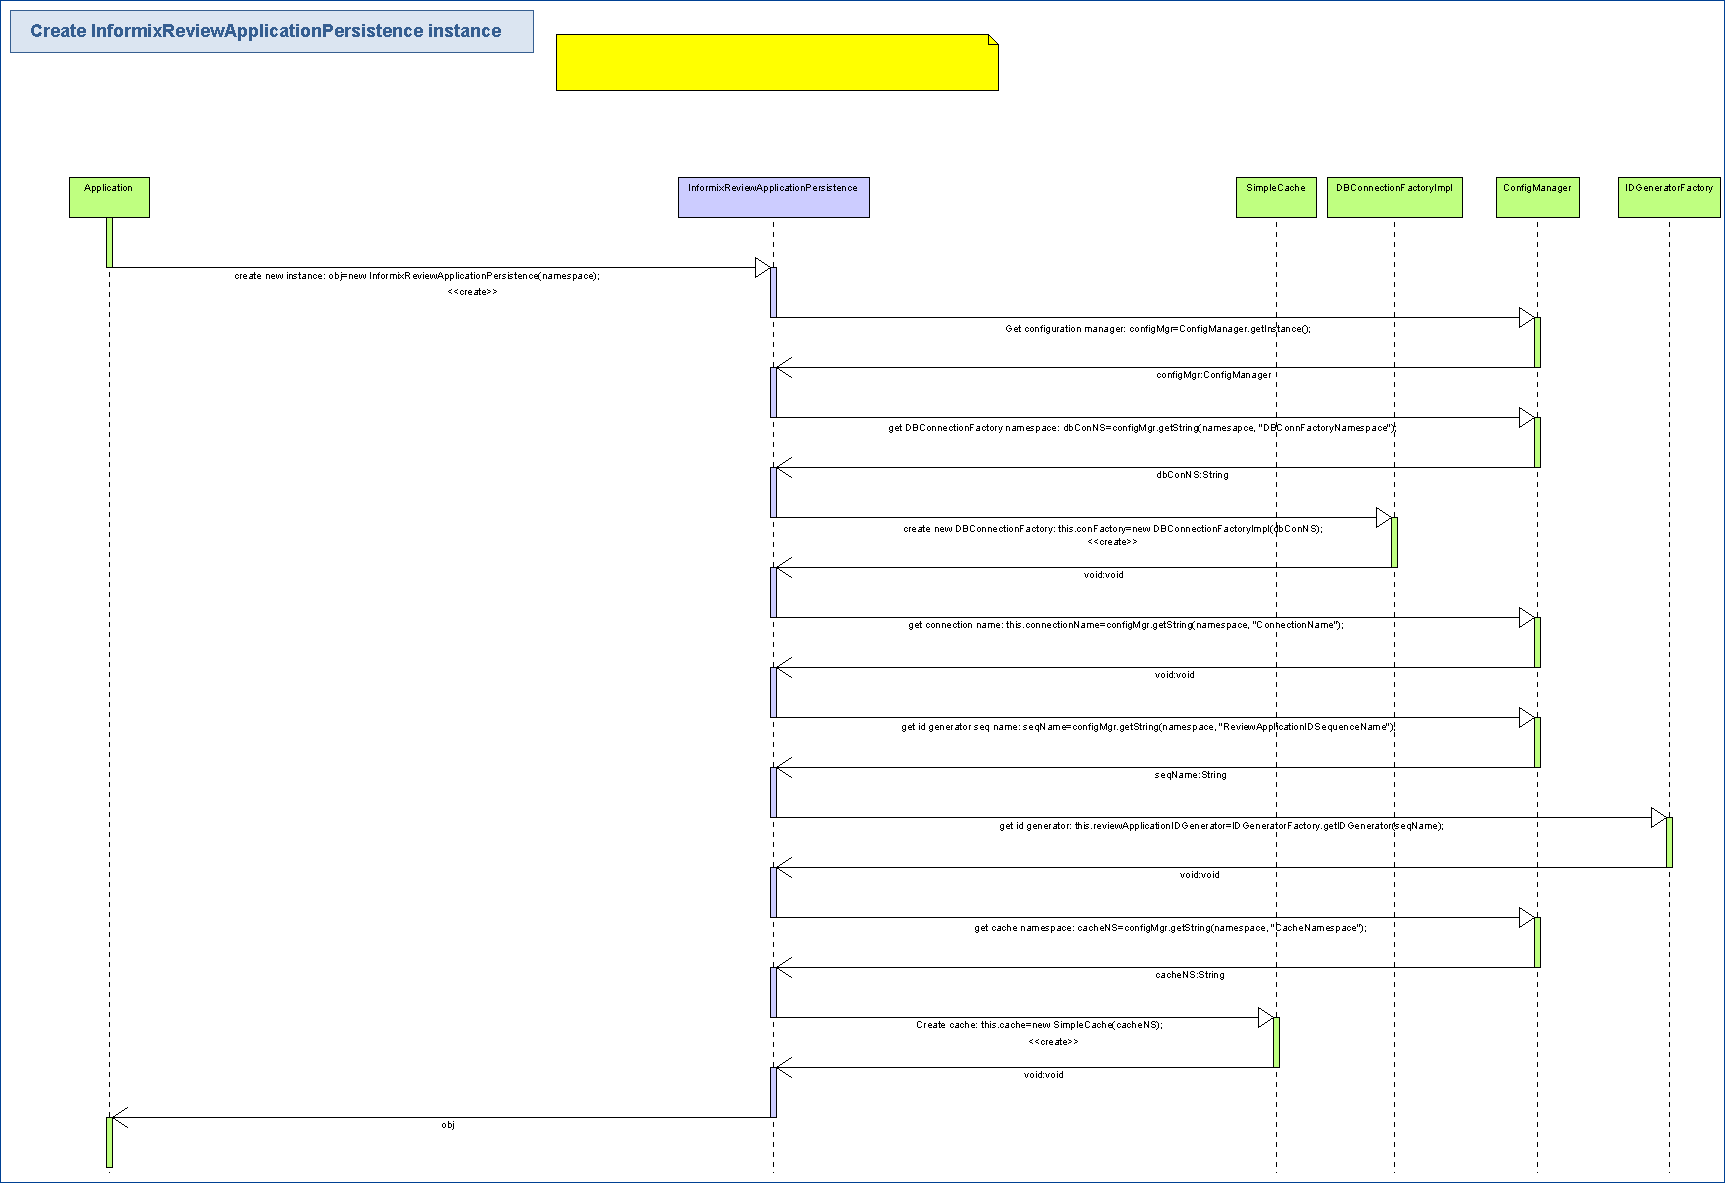 Create InformixReviewApplicationPersistence instance
Application
InformixReviewApplicationPersistence
SimpleCache
DBConnectionFactoryImpl
ConfigManager
IDGeneratorFactory
create new instance: obj=new InformixReviewApplicationPersistence(namespace);
<<create>>
Get configuration manager: configMgr=ConfigManager.getInstance();
configMgr:ConfigManager
get DBConnectionFactory namespace: dbConNS=configMgr.getString(namesapce, "DBConnFactoryNamespace");
dbConNS:String
create new DBConnectionFactory: this.conFactory=new DBConnectionFactoryImpl(dbConNS);
<<create>>
void:void
get connection name: this.connectionName=configMgr.getString(namespace, "ConnectionName");
void:void
get id generator seq name: seqName=configMgr.getString(namespace, "ReviewApplicationIDSequenceName")
seqName:String
get id generator: this.reviewApplicationIDGenerator=IDGeneratorFactory.getIDGenerator(seqName);
void:void
get cache namespace: cacheNS=configMgr.getString(namespace, "CacheNamespace");
cacheNS:String
Create cache: this.cache=new SimpleCache(cacheNS);
<<create>>
void:void
obj